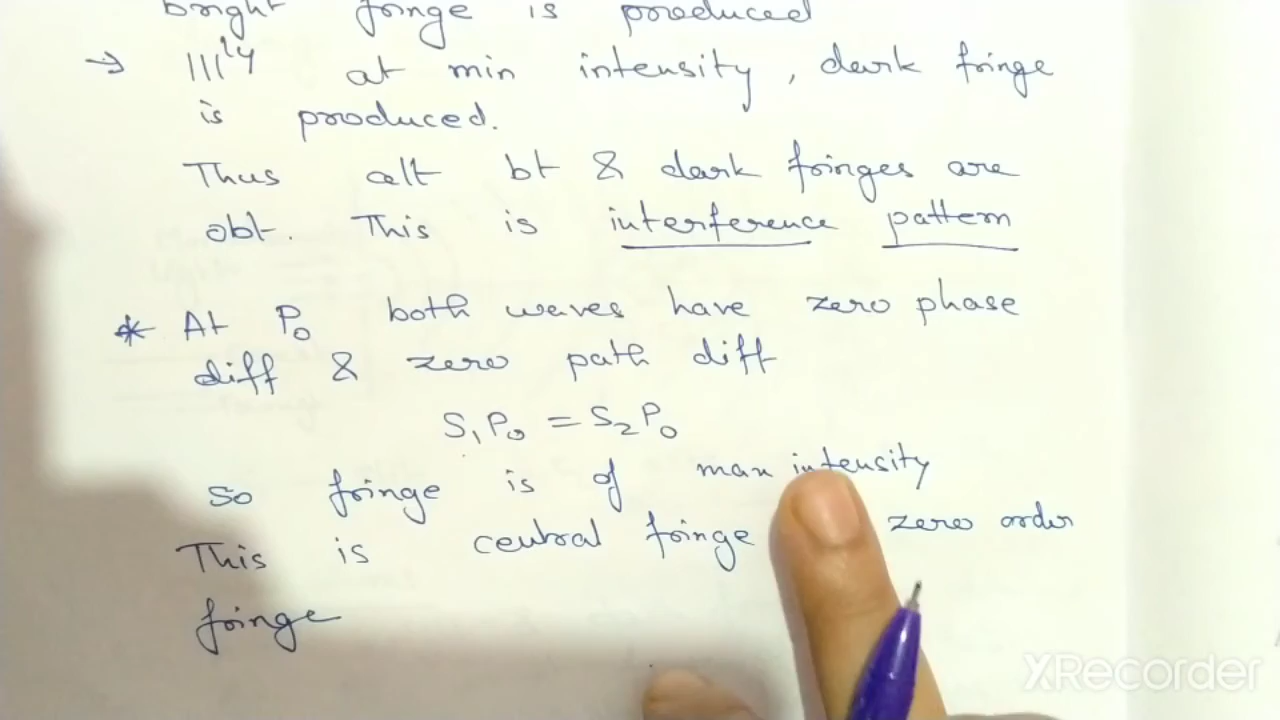 bright fringe is produced
→ |||ly at min intensity, dark fringe
is produced.
Thus alt bt & dark fringes are
obt. This is interference pattern
* At P₀ both waves have zero phase
diff & zero path diff
S₁P₀ = S₂P₀
so fringe is of max intensity
This is central fringe zero order
fringe
XRecorder